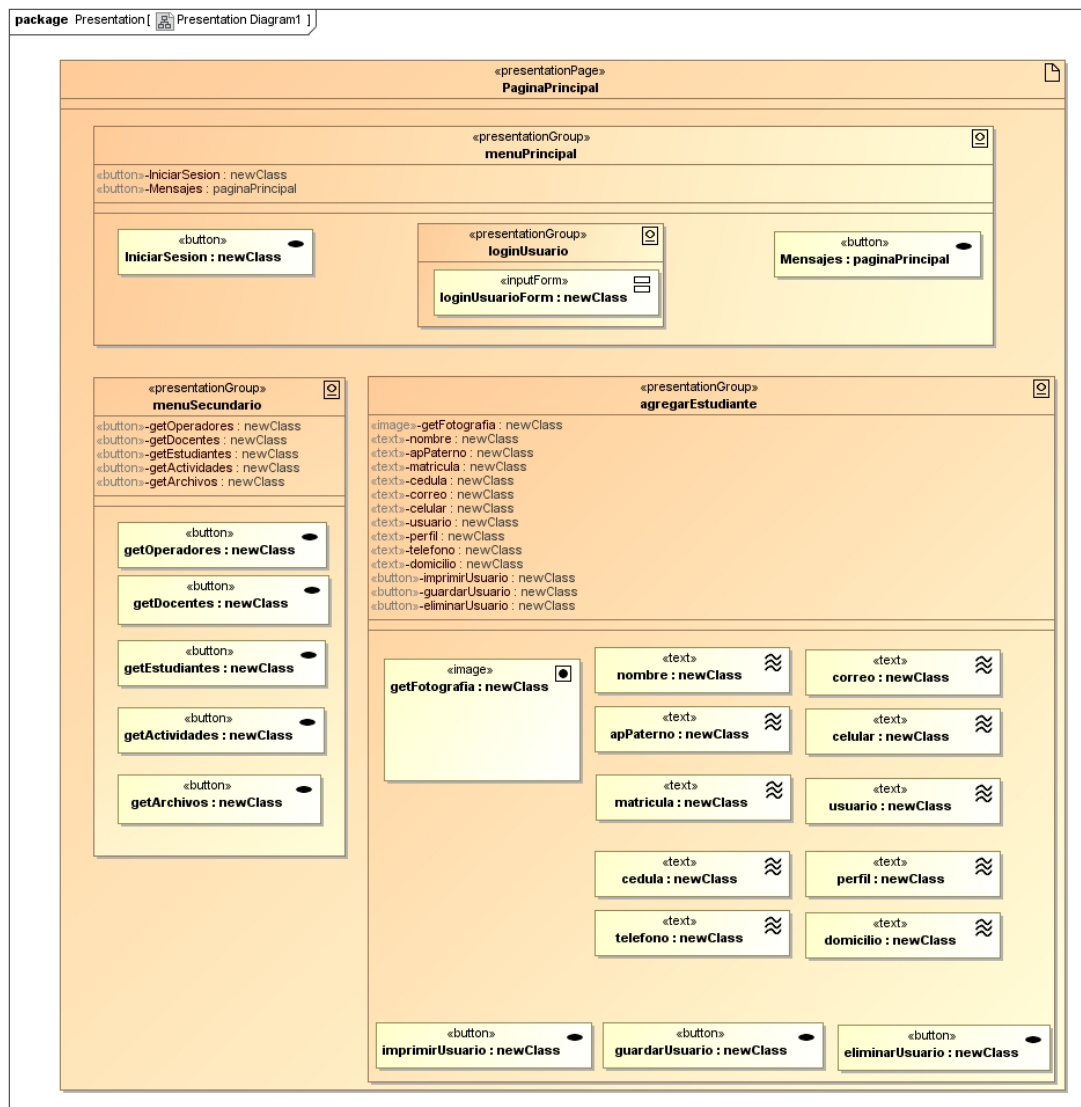 package Presentation [ Presentation Diagram1 ]
«presentationPage»
PaginaPrincipal
«presentationGroup»
menuPrincipal
«button»-IniciarSesion : newClass
«button»-Mensajes : paginaPrincipal
«button»
IniciarSesion : newClass
«presentationGroup»
loginUsuario
«inputForm»
loginUsuarioForm : newClass
«button»
Mensajes : paginaPrincipal
«presentationGroup»
menuSecundario
«button»-getOperadores : newClass
«button»-getDocentes : newClass
«button»-getEstudiantes : newClass
«button»-getActividades : newClass
«button»-getArchivos : newClass
«button»
getOperadores : newClass
«button»
getDocentes : newClass
«button»
getEstudiantes : newClass
«button»
getActividades : newClass
«button»
getArchivos : newClass
«presentationGroup»
agregarEstudiante
«image»-getFotografia : newClass
«text»-nombre : newClass
«text»-apPaterno : newClass
«text»-matricula : newClass
«text»-cedula : newClass
«text»-correo : newClass
«text»-celular : newClass
«text»-usuario : newClass
«text»-perfil : newClass
«text»-telefono : newClass
«text»-domicilio : newClass
«button»-imprimirUsuario : newClass
«button»-guardarUsuario : newClass
«button»-eliminarUsuario : newClass
«image»
getFotografia : newClass
«text»
nombre : newClass
«text»
correo : newClass
«text»
apPaterno : newClass
«text»
celular : newClass
«text»
matricula : newClass
«text»
usuario : newClass
«text»
cedula : newClass
«text»
perfil : newClass
«text»
telefono : newClass
«text»
domicilio : newClass
«button»
imprimirUsuario : newClass
«button»
guardarUsuario : newClass
«button»
eliminarUsuario : newClass